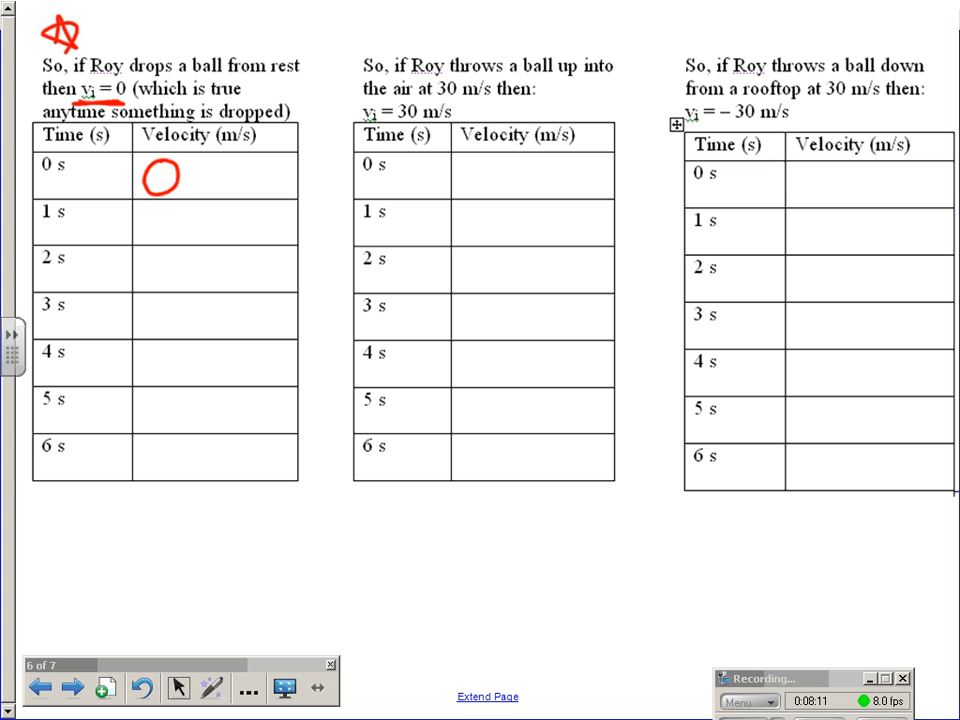 So, if Roy drops a ball from rest
then vi = 0 (which is true
anytime something is dropped)
Time (s) Velocity (m/s)
0 s 0
1 s
2 s
3 s
4 s
5 s
6 s
So, if Roy throws a ball up into
the air at 30 m/s then:
vi = 30 m/s
Time (s) Velocity (m/s)
0 s
1 s
2 s
3 s
4 s
5 s
6 s
So, if Roy throws a ball down
from a rooftop at 30 m/s then:
vi = – 30 m/s
Time (s) Velocity (m/s)
0 s
1 s
2 s
3 s
4 s
5 s
6 s
6 of 7
...
Extend Page
Recording...
Menu 0:08:11 8.0 fps